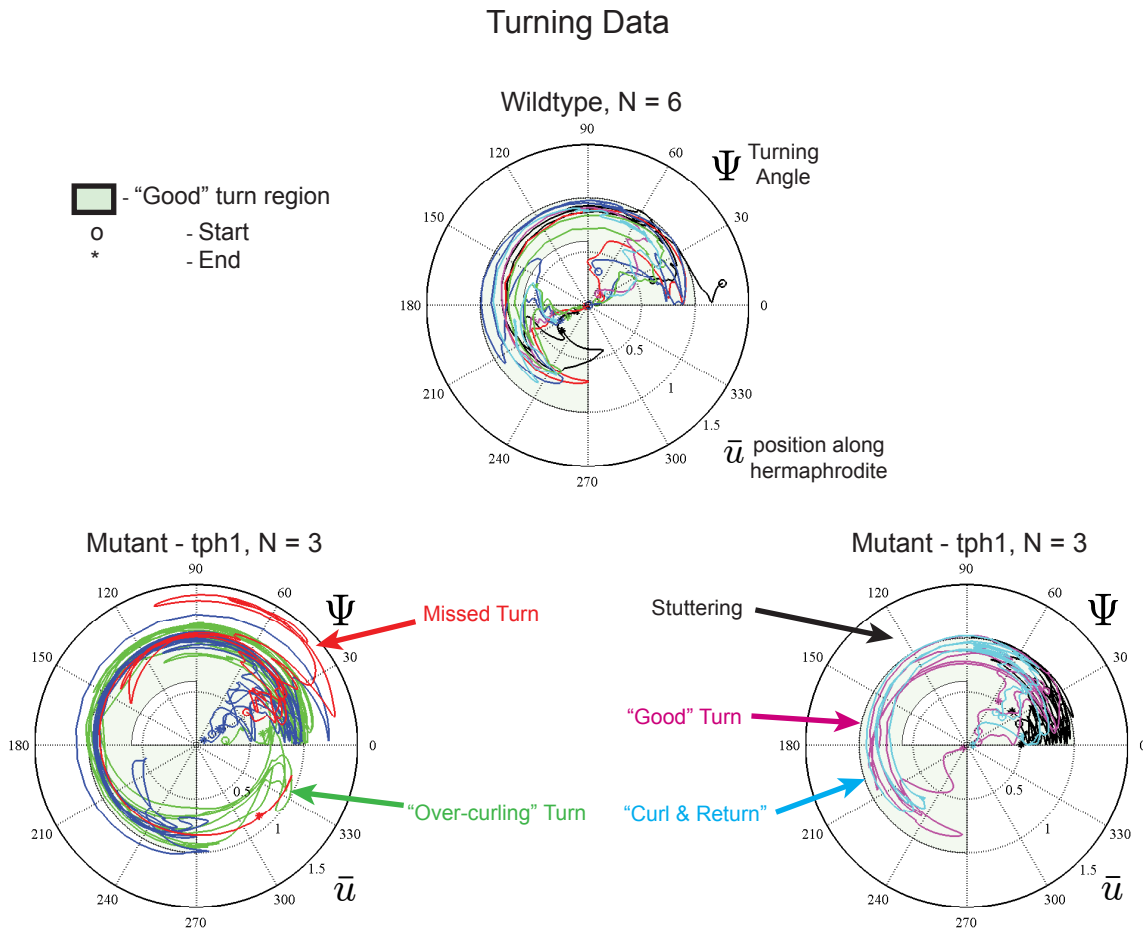 Turning Data
Wildtype, N = 6
- “Good” turn region
o - Start
* - End
Ψ Turning
Angle
90
120
60
150
30
180
0
210
330
240
300
270
0.5
1
1.5
ū position along
hermaphrodite
Mutant - tph1, N = 3
Ψ
90
120
60
150
30
180
0
210
330
240
300
270
0.5
1
1.5
ū
Missed Turn
“Over-curling” Turn
Mutant - tph1, N = 3
Ψ
90
120
60
150
30
180
0
210
330
240
300
270
0.5
1
1.5
ū
Stuttering
“Good” Turn
“Curl & Return”